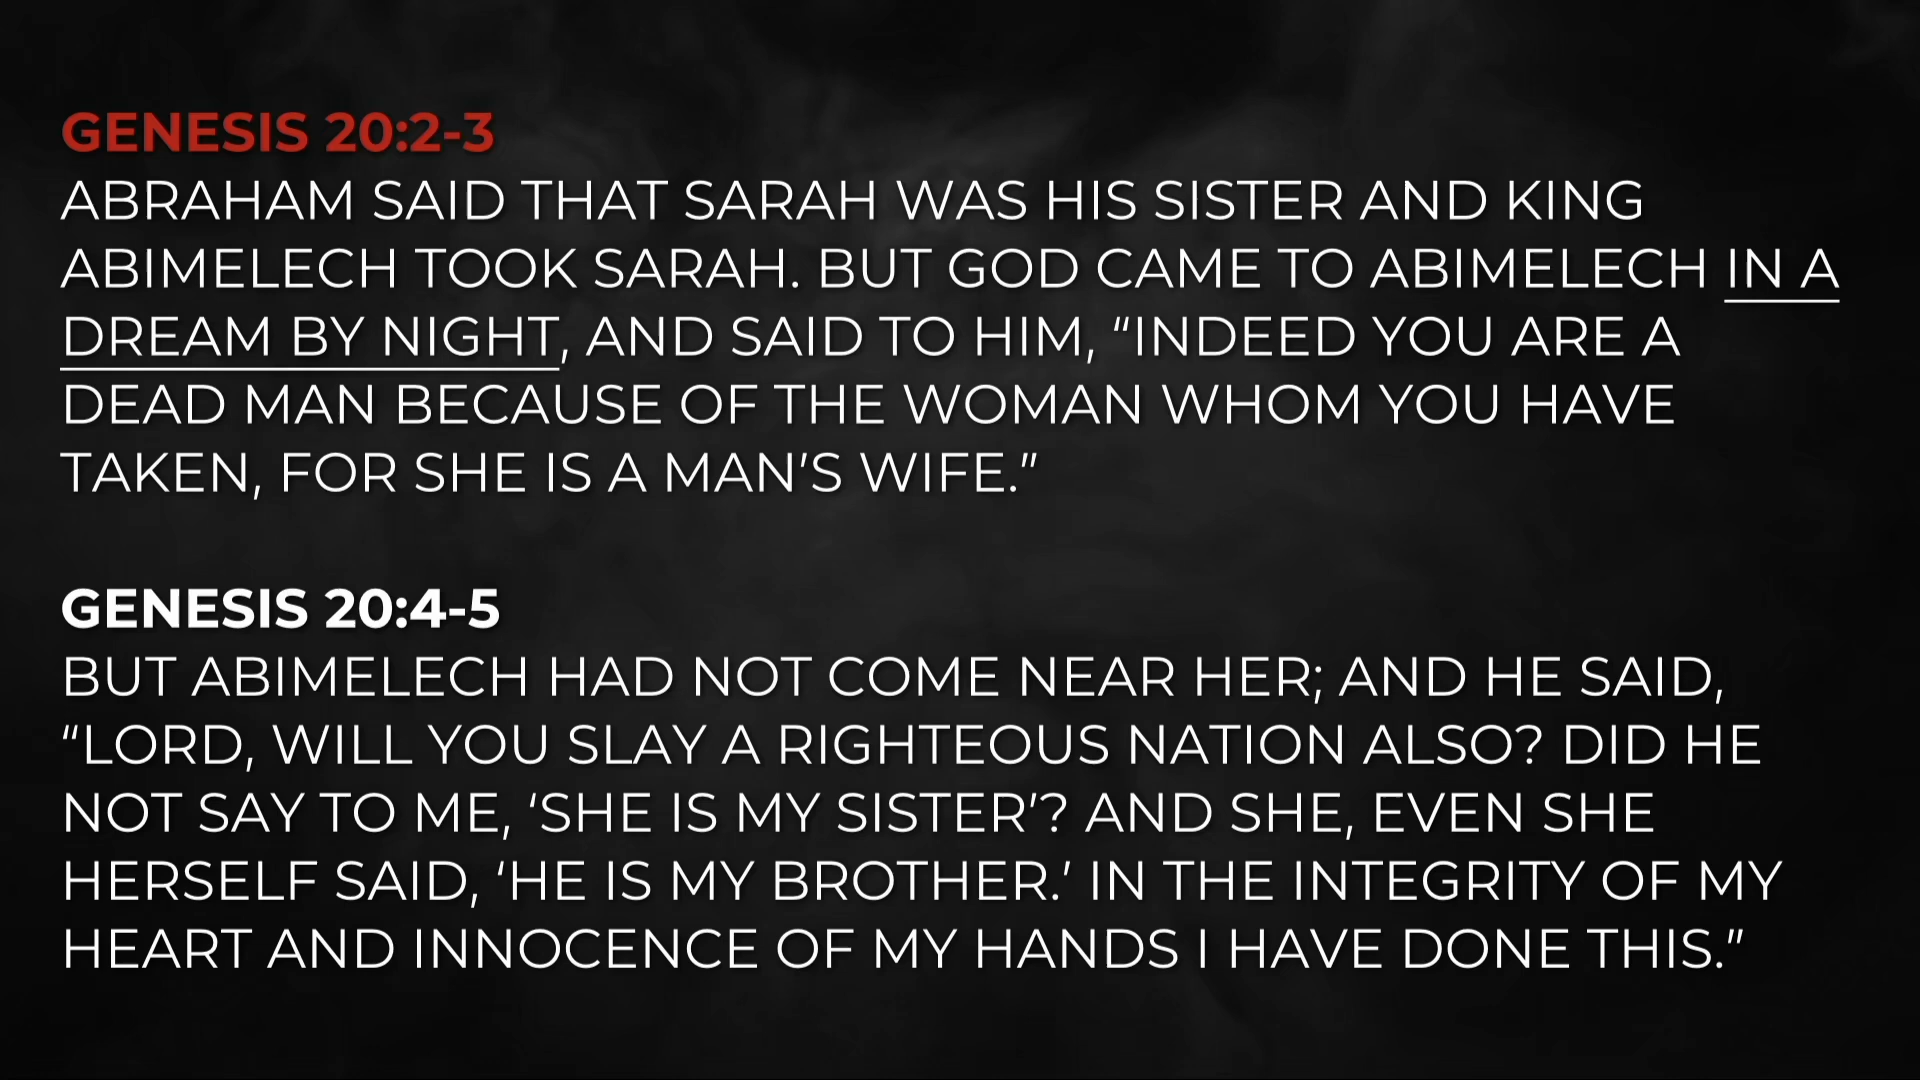 GENESIS 20:2-3
ABRAHAM SAID THAT SARAH WAS HIS SISTER AND KING
ABIMELECH TOOK SARAH. BUT GOD CAME TO ABIMELECH IN A
DREAM BY NIGHT, AND SAID TO HIM, “INDEED YOU ARE A
DEAD MAN BECAUSE OF THE WOMAN WHOM YOU HAVE
TAKEN, FOR SHE IS A MAN’S WIFE.”
GENESIS 20:4-5
BUT ABIMELECH HAD NOT COME NEAR HER; AND HE SAID,
“LORD, WILL YOU SLAY A RIGHTEOUS NATION ALSO? DID HE
NOT SAY TO ME, ‘SHE IS MY SISTER’? AND SHE, EVEN SHE
HERSELF SAID, ‘HE IS MY BROTHER.’ IN THE INTEGRITY OF MY
HEART AND INNOCENCE OF MY HANDS I HAVE DONE THIS.”